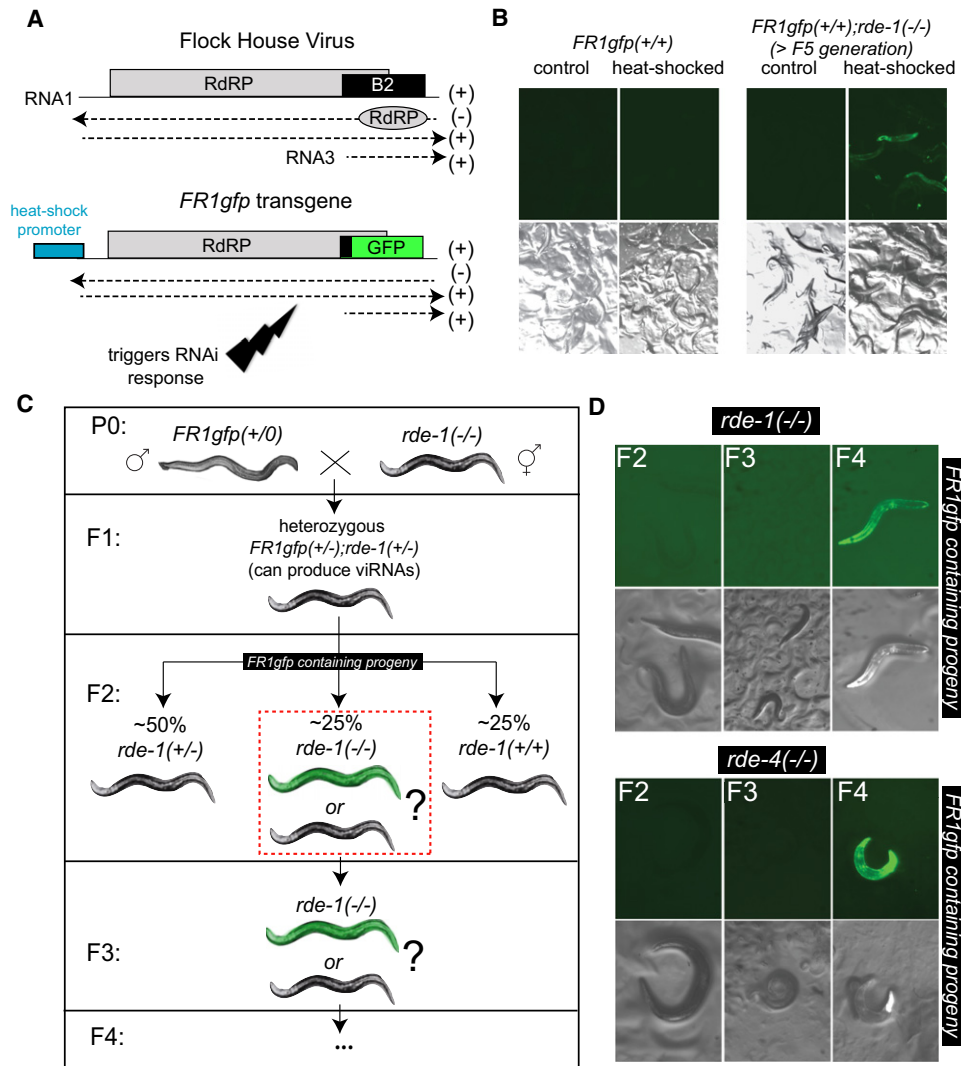 A
Flock House Virus
RdRP
B2
RNA1
(+)
RdRP
(-)
(+)
RNA3
(+)
FR1gfp transgene
heat-shock
promoter
RdRP
GFP
(+)
(-)
(+)
(+)
triggers RNAi
response
B
FR1gfp(+/+)
control
heat-shocked
FR1gfp(+/+);rde-1(-/-)
(> F5 generation)
control
heat-shocked
C
P0:
FR1gfp(+/0)
rde-1(-/-)
F1:
heterozygous
FR1gfp(+/-);rde-1(+/-)
(can produce viRNAs)
F2:
FR1gfp containing progeny
~50%
rde-1(+/-)
~25%
rde-1(-/-)
or
?
~25%
rde-1(+/+)
F3:
rde-1(-/-)
or
?
F4:
...
D
rde-1(-/-)
F2
F3
F4
FR1gfp containing progeny
rde-4(-/-)
F2
F3
F4
FR1gfp containing progeny